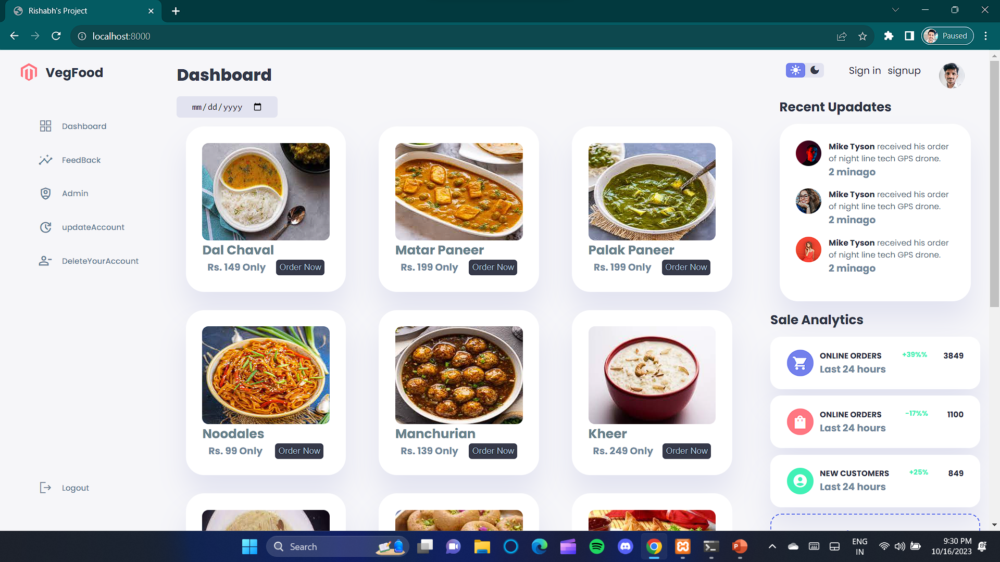 Rishabh's Project
localhost:8000
Paused
VegFood
Dashboard
Sign in signup
mm/dd/yyyy
Dashboard
FeedBack
Admin
updateAccount
DeleteYourAccount
Logout
Dal Chaval
Rs. 149 Only Order Now
Matar Paneer
Rs. 199 Only Order Now
Palak Paneer
Rs. 199 Only Order Now
Noodales
Rs. 99 Only Order Now
Manchurian
Rs. 139 Only Order Now
Kheer
Rs. 249 Only Order Now
Recent Upadates
Mike Tyson received his order
of night line tech GPS drone.
2 minago
Mike Tyson received his order
of night line tech GPS drone.
2 minago
Mike Tyson received his order
of night line tech GPS drone.
2 minago
Sale Analytics
ONLINE ORDERS +39%% 3849
Last 24 hours
ONLINE ORDERS -17%% 1100
Last 24 hours
NEW CUSTOMERS +25% 849
Last 24 hours
Search
ENG
IN
9:30 PM
10/16/2023